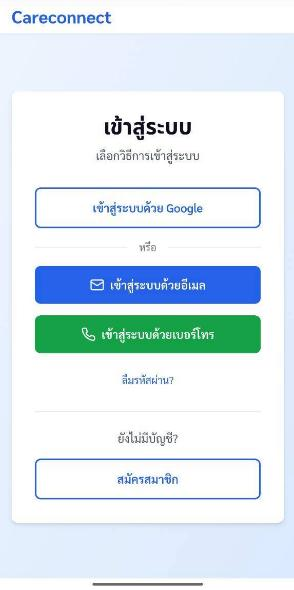 Careconnect
เข้าสู่ระบบ
เลือกวิธีการเข้าสู่ระบบ
เข้าสู่ระบบด้วย Google
หรือ
เข้าสู่ระบบด้วยอีเมล
เข้าสู่ระบบด้วยเบอร์โทร
ลืมรหัสผ่าน?
ยังไม่มีบัญชี?
สมัครสมาชิก